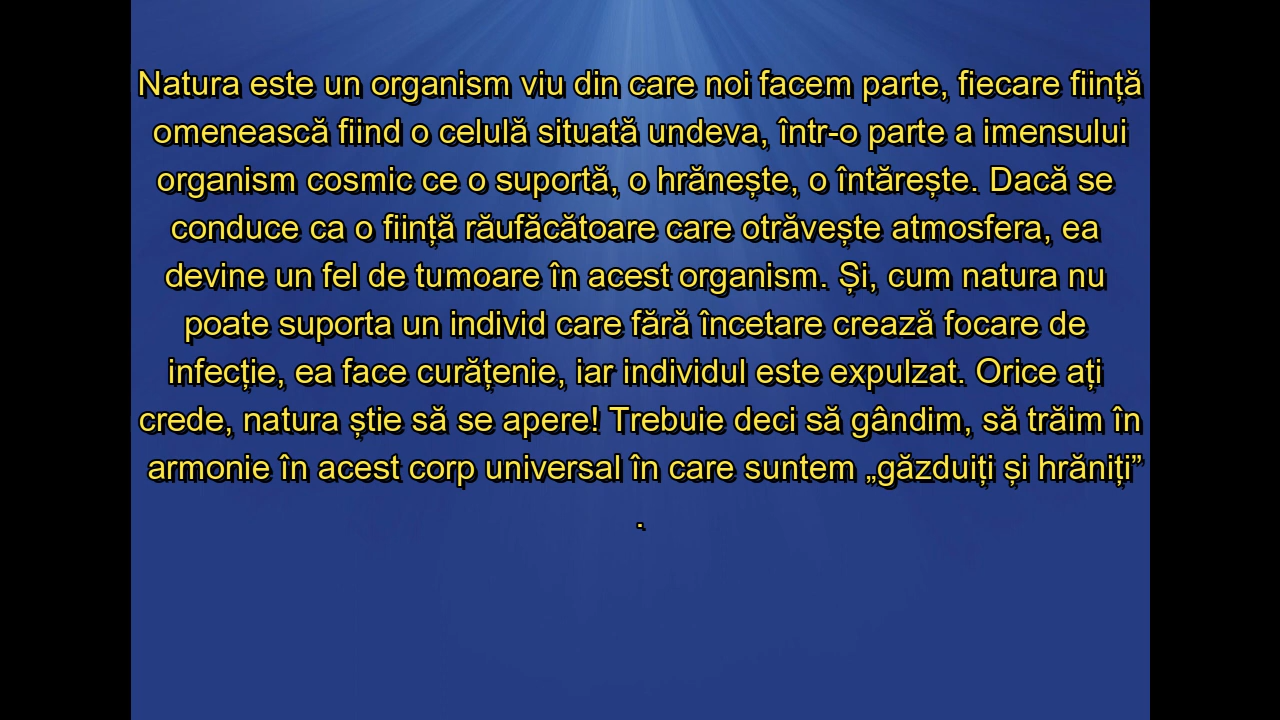 Natura este un organism viu din care noi facem parte, fiecare ființă
omenească fiind o celulă situată undeva, într-o parte a imensului
organism cosmic ce o suportă, o hrănește, o întărește. Dacă se
conduce ca o ființă răufăcătoare care otrăvește atmosfera, ea
devine un fel de tumoare în acest organism. Și, cum natura nu
poate suporta un individ care fără încetare crează focare de
infecție, ea face curățenie, iar individul este expulzat. Orice ați
crede, natura știe să se apere! Trebuie deci să gândim, să trăim în
armonie în acest corp universal în care suntem „găzduiți și hrăniți”
.